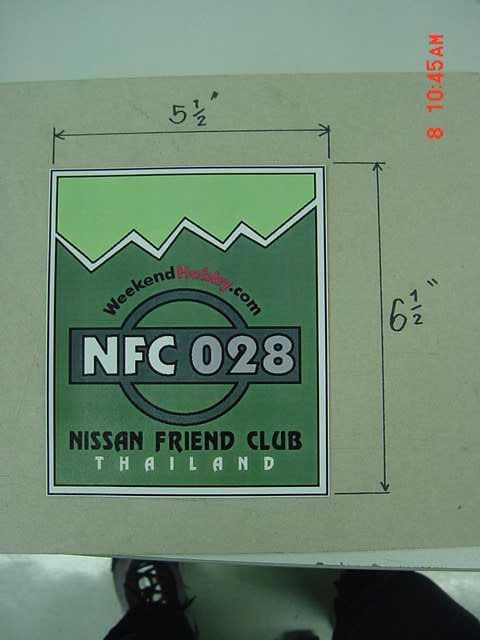 8 10:45AM
5 1/2"
6 1/2"
WeekendHobby.com
NFC 028
NISSAN FRIEND CLUB
THAILAND